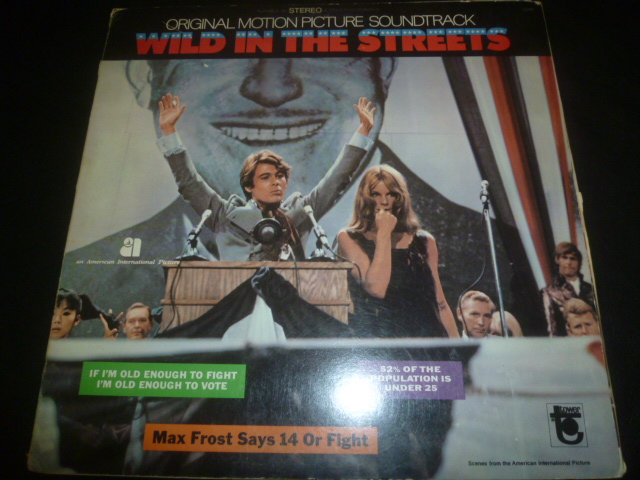 STEREO
ORIGINAL MOTION PICTURE SOUNDTRACK
WILD IN THE STREETS
a
an American International Picture
IF I'M OLD ENOUGH TO FIGHT
I'M OLD ENOUGH TO VOTE
52% OF THE
POPULATION IS
UNDER 25
Max Frost Says 14 Or Fight
tower
Scenes from the American International Picture